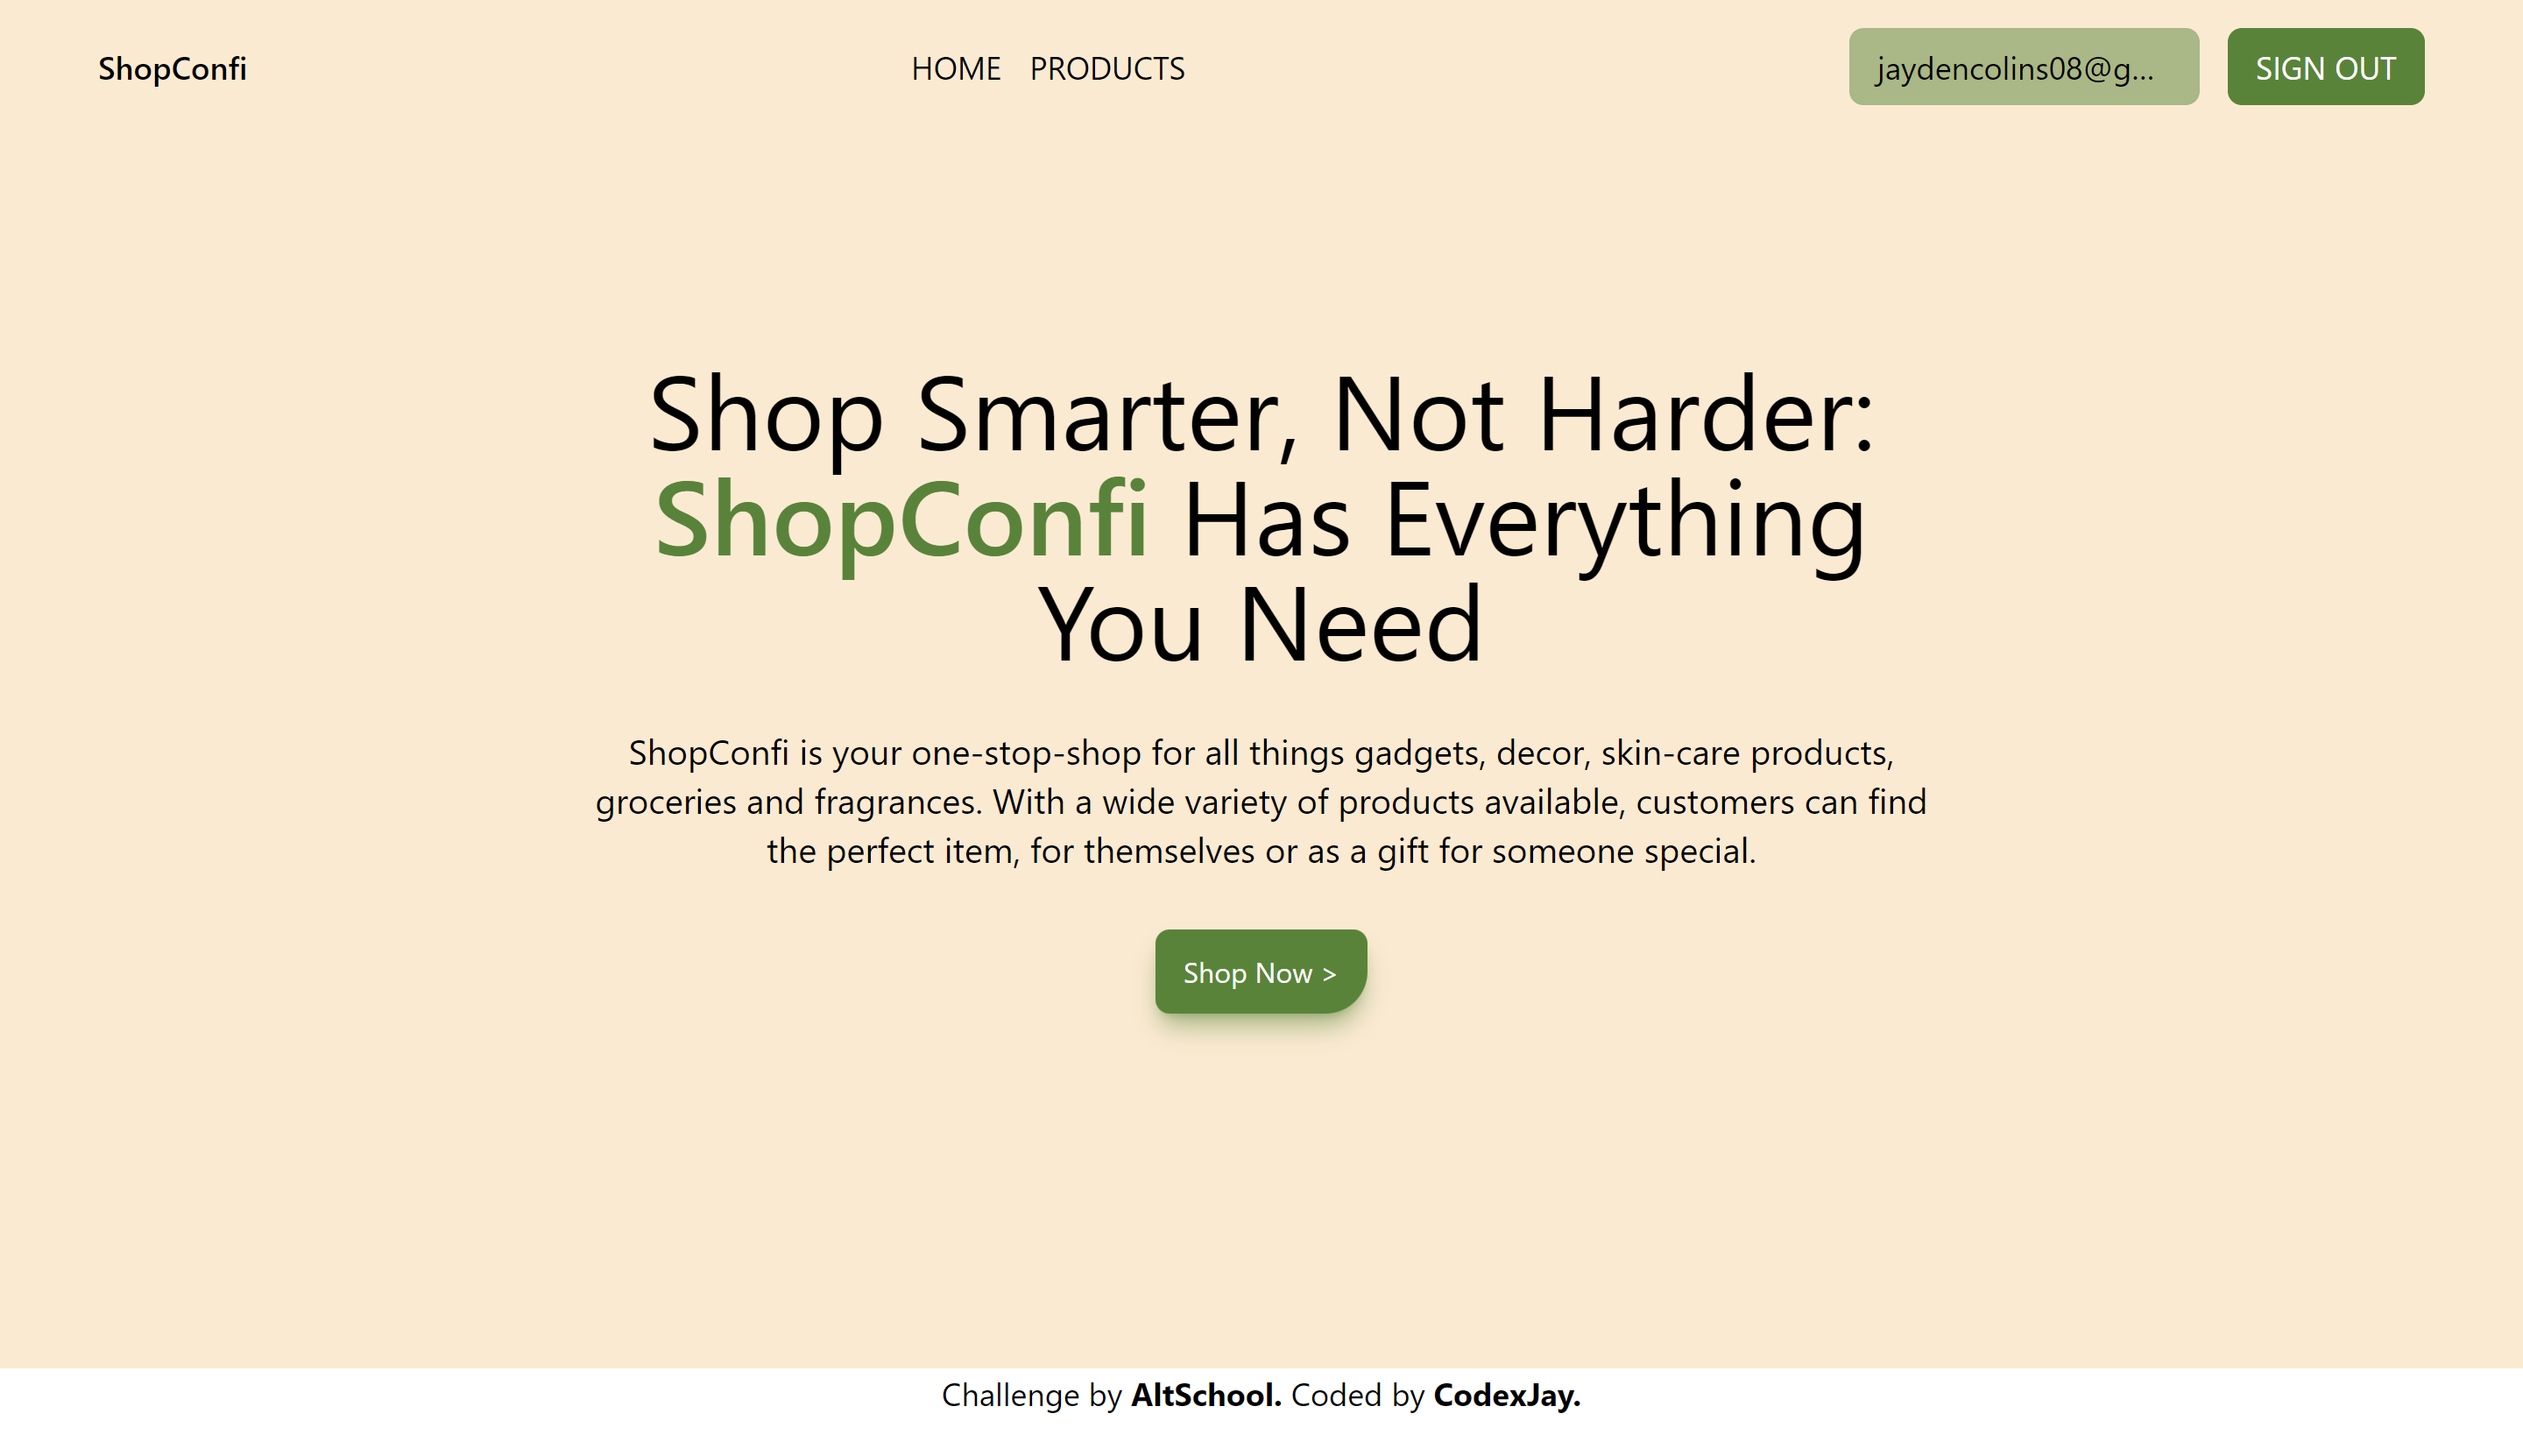 ShopConfi
HOME PRODUCTS
jaydencolins08@g...
SIGN OUT
Shop Smarter, Not Harder:
ShopConfi Has Everything
You Need
ShopConfi is your one-stop-shop for all things gadgets, decor, skin-care products,
groceries and fragrances. With a wide variety of products available, customers can find
the perfect item, for themselves or as a gift for someone special.
Shop Now >
Challenge by AltSchool. Coded by CodexJay.